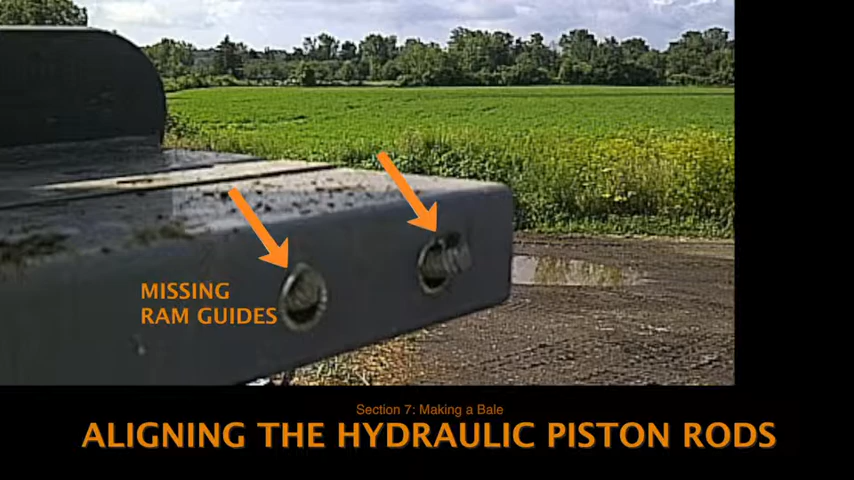 MISSING
RAM GUIDES
Section 7: Making a Bale
ALIGNING THE HYDRAULIC PISTON RODS